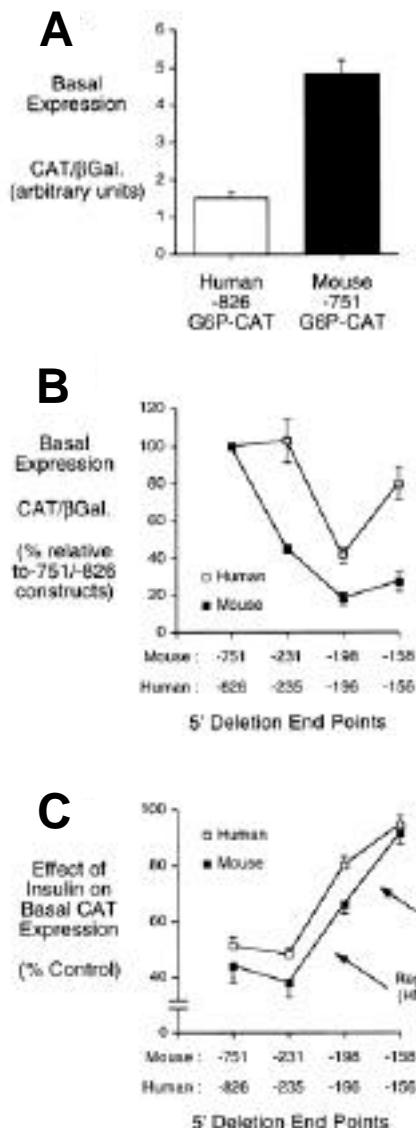 A
Basal
Expression
CAT/βGal.
(arbitrary units)
6
5
4
3
2
1
0
Human
-826
G6P-CAT
Mouse
-751
G6P-CAT
B
Basal
Expression
CAT/βGal.
(% relative
to-751/-826
constructs)
120
100
80
60
40
20
0
Human
Mouse
Mouse : -751 -231 -198 -158
Human : -826 -235 -196 -156
5' Deletion End Points
C
Effect of
Insulin on
Basal CAT
Expression
(% Control)
100
80
60
40
0
Human
Mouse
Mouse : -751 -231 -198 -158
Human : -826 -235 -196 -156
5' Deletion End Points